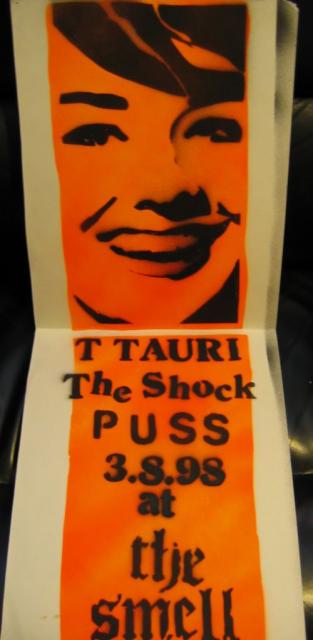 T TAURI
The Shock
PUSS
3.8.98
at
the
smell